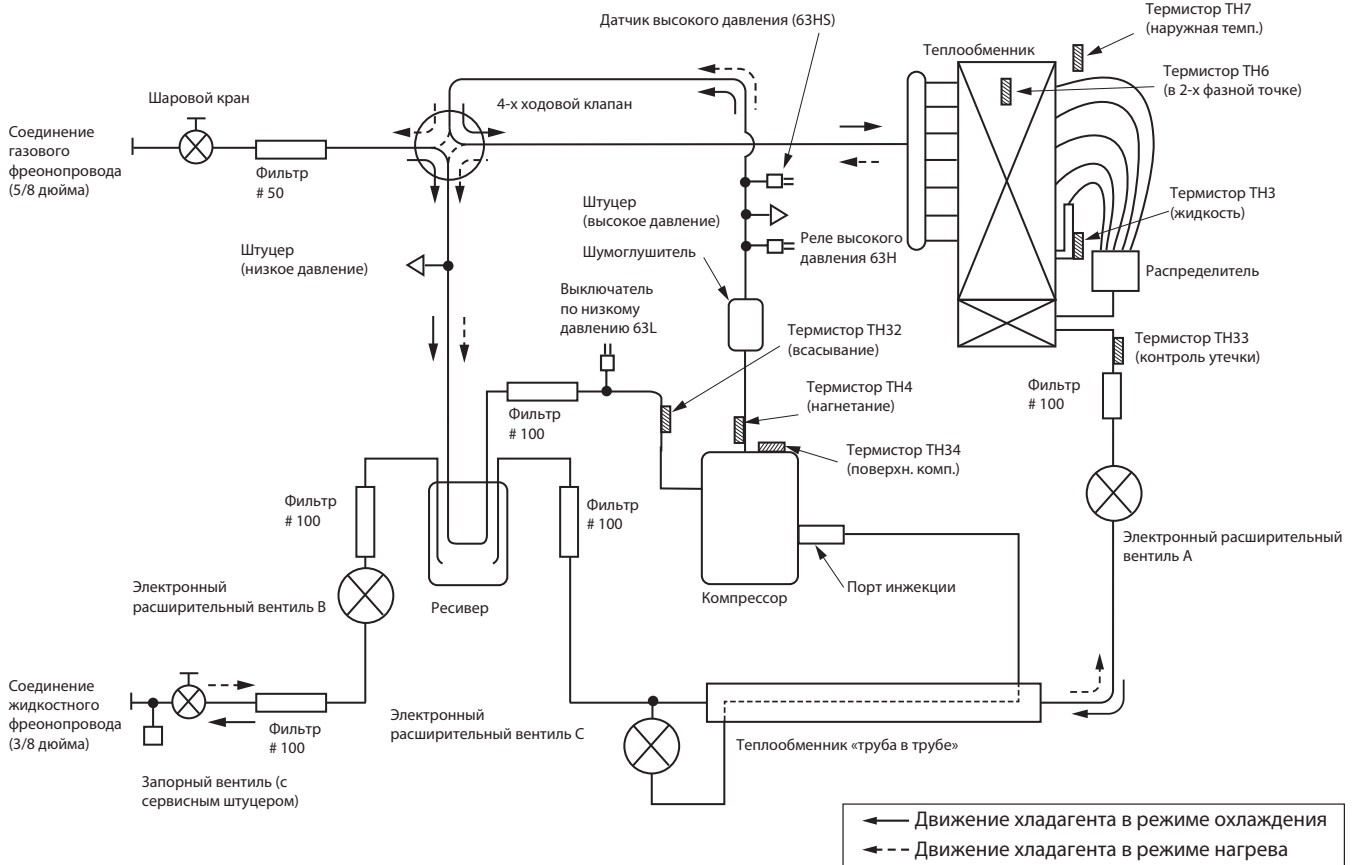 Датчик высокого давления (63HS)
Термистор TH7
(наружная темп.)
Теплообменник
Термистор TH6
(в 2-х фазной точке)
Шаровой кран
4-х ходовой клапан
Соединение
газового
фреонопровода
(5/8 дюйма)
Фильтр
# 50
Штуцер
(высокое давление)
Термистор TH3
(жидкость)
Штуцер
(низкое давление)
Шумоглушитель
Реле высокого
давления 63H
Распределитель
Выключатель
по низкому
давлению 63L
Термистор TH32
(всасывание)
Термистор TH33
(контроль утечки)
Фильтр
# 100
Термистор TH4
(нагнетание)
Фильтр
# 100
Термистор TH34
(поверхн. комп.)
Фильтр
# 100
Фильтр
# 100
Электронный расширительный
вентиль A
Порт инжекции
Электронный
расширительный вентиль B
Ресивер
Компрессор
Соединение
жидкостного
фреонопровода
(3/8 дюйма)
Фильтр
# 100
Электронный
расширительный вентиль C
Теплообменник «труба в трубе»
Запорный вентиль (с
сервисным штуцером)
Движение хладагента в режиме охлаждения
Движение хладагента в режиме нагрева